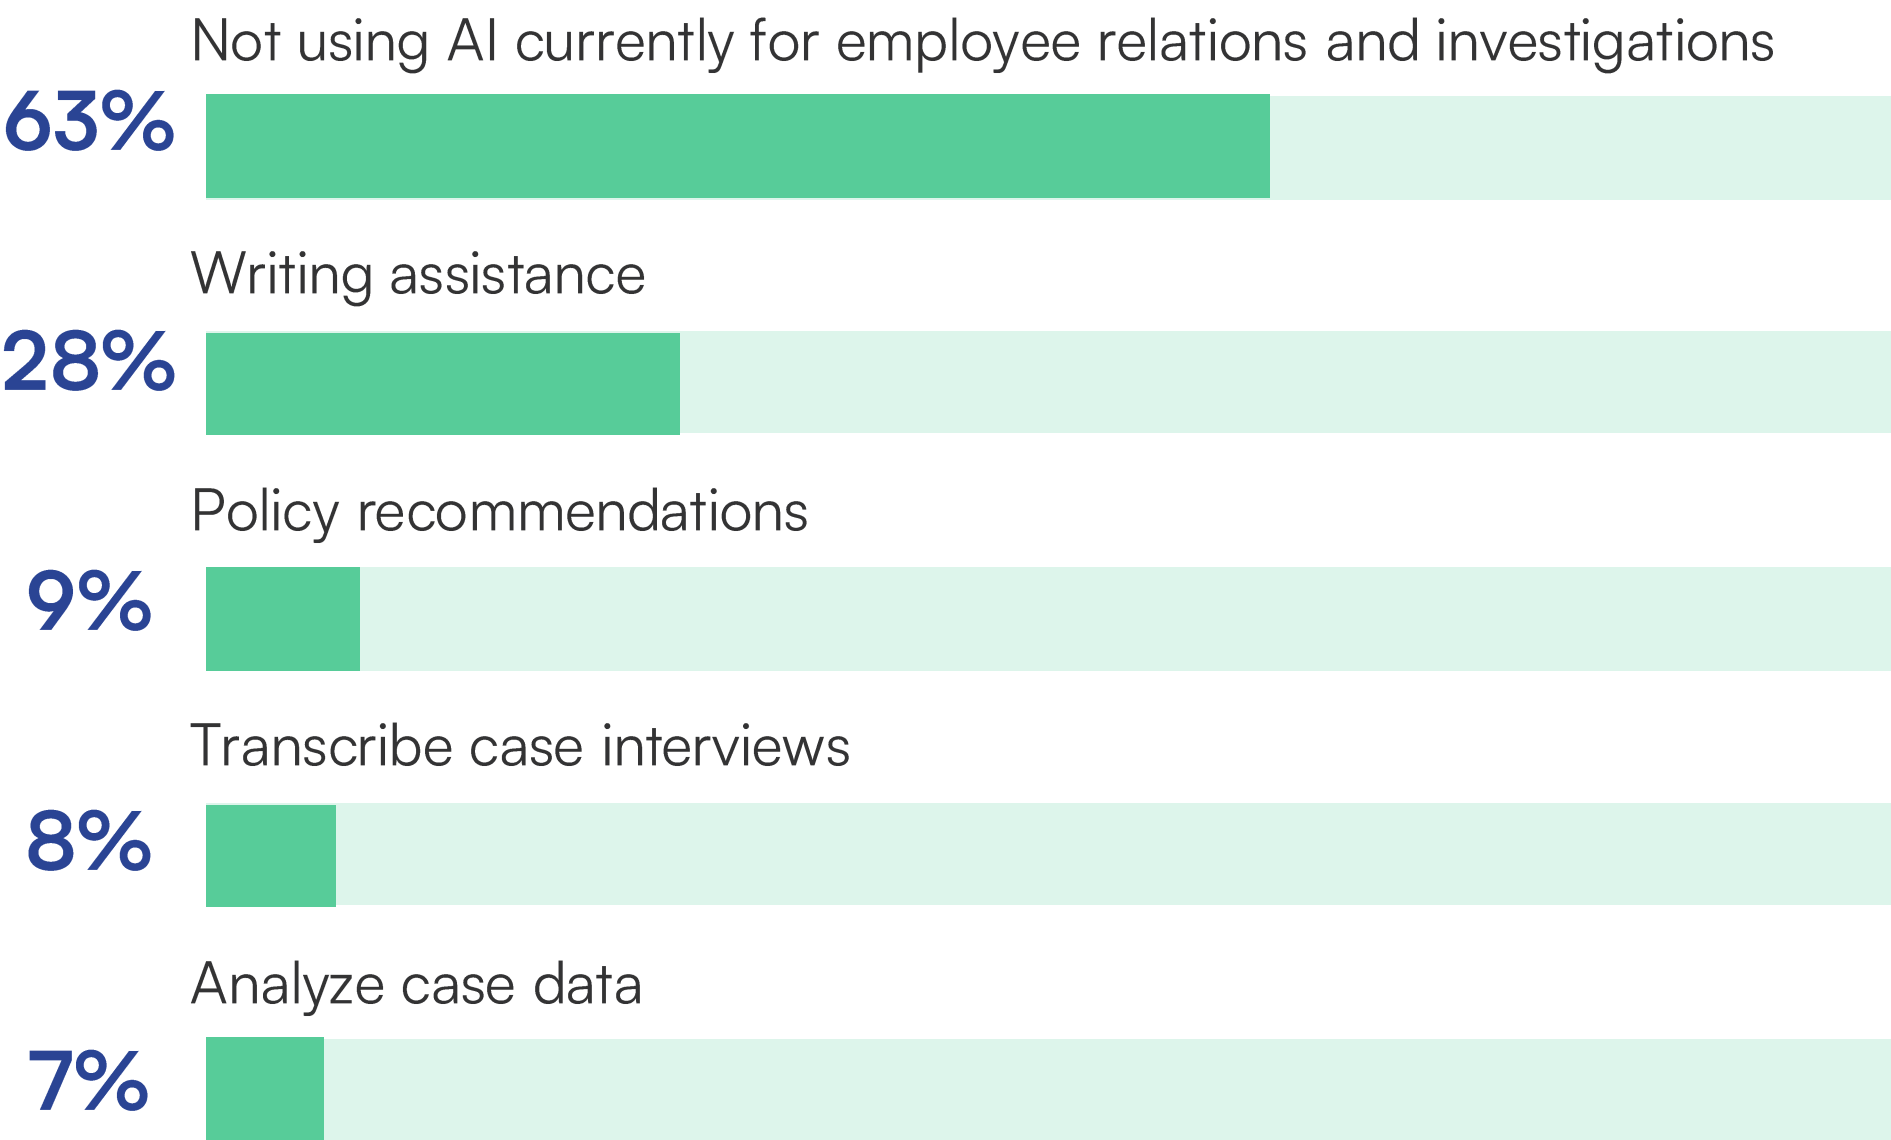 Not using AI currently for employee relations and investigations
63%
Writing assistance
28%
Policy recommendations
9%
Transcribe case interviews
8%
Analyze case data
7%